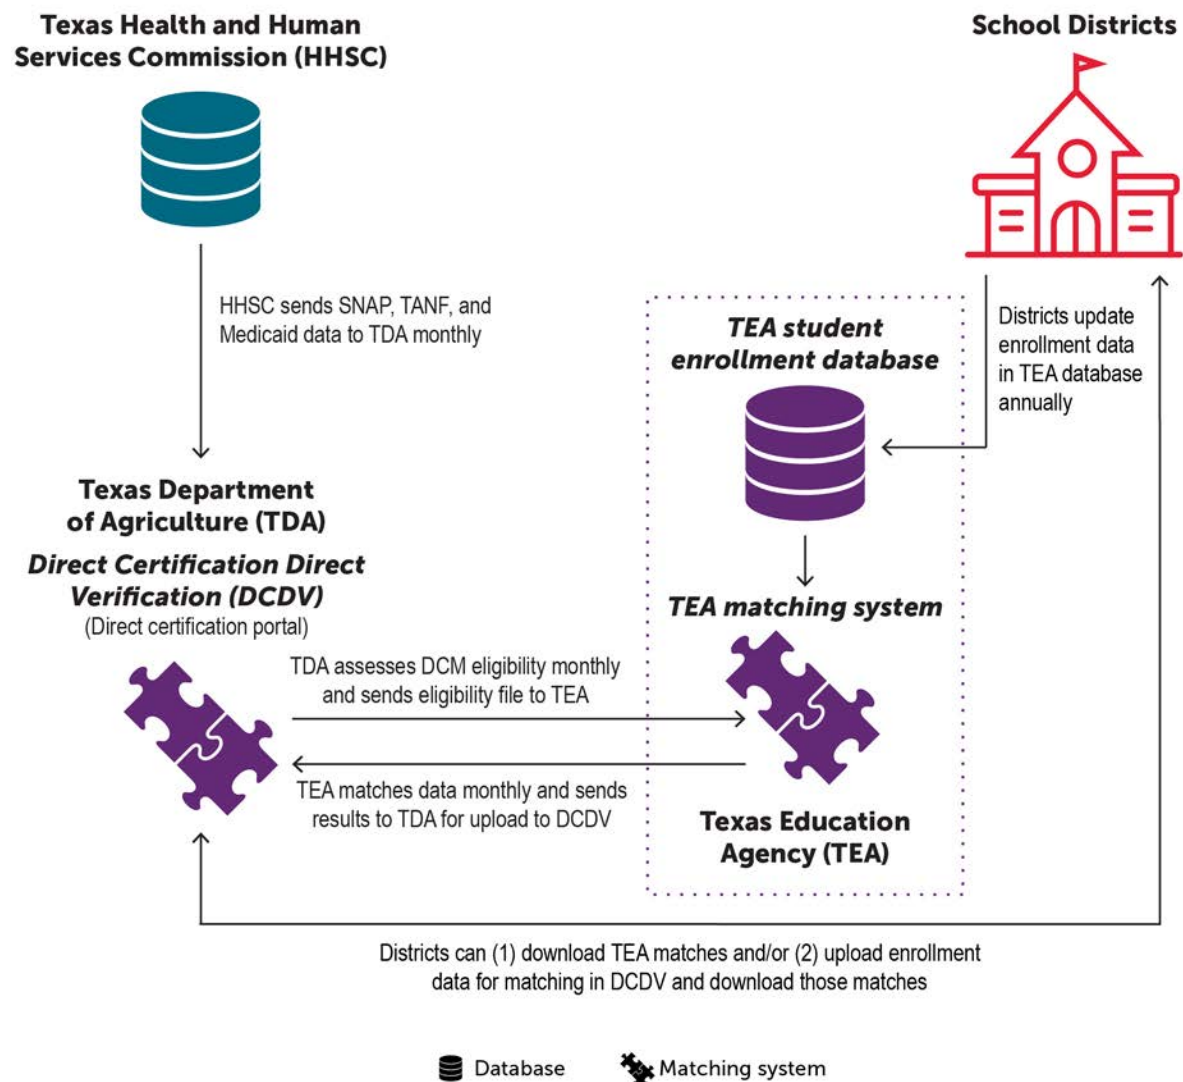 Texas Health and Human
Services Commission (HHSC)
School Districts
HHSC sends SNAP, TANF, and
Medicaid data to TDA monthly
TEA student
enrollment database
Districts update
enrollment data
in TEA database
annually
Texas Department
of Agriculture (TDA)
Direct Certification Direct
Verification (DCDV)
(Direct certification portal)
TEA matching system
TDA assesses DCM eligibility monthly
and sends eligibility file to TEA
TEA matches data monthly and sends
results to TDA for upload to DCDV
Texas Education
Agency (TEA)
Districts can (1) download TEA matches and/or (2) upload enrollment
data for matching in DCDV and download those matches
Database
Matching system